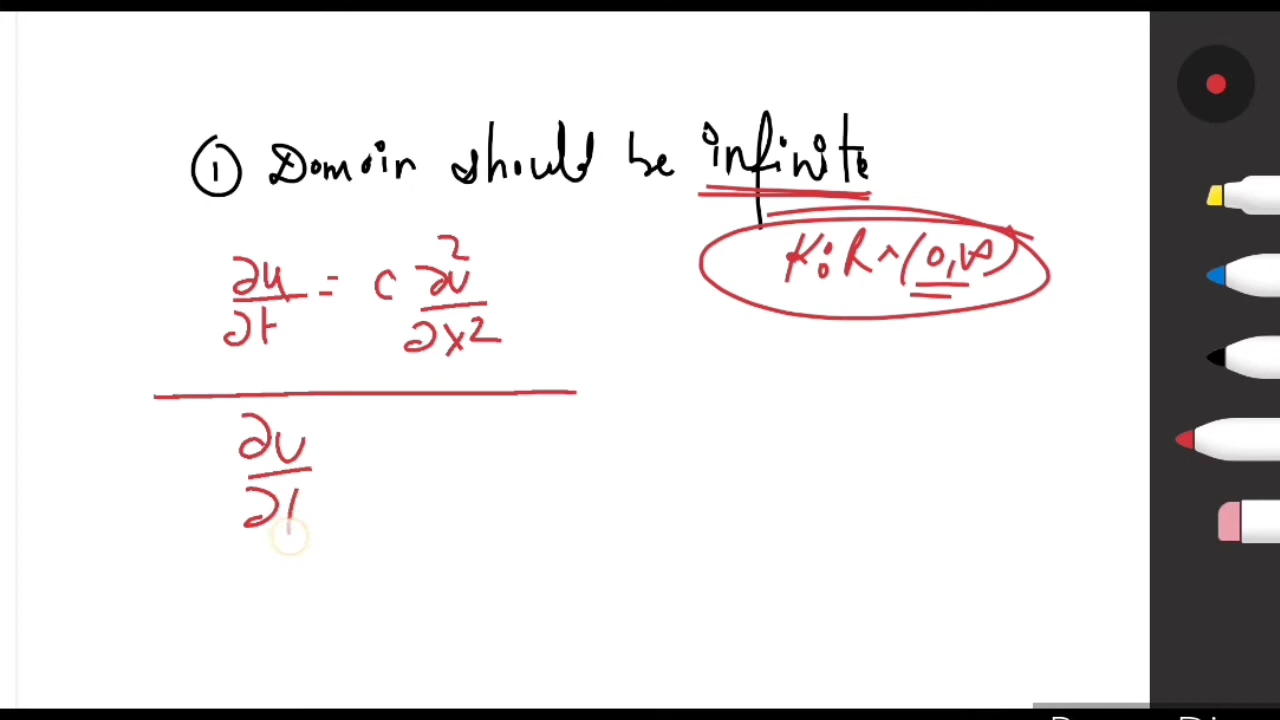 ① Domain should be infinite
K: R × (0, ∞)
∂u/∂t = c ∂²u/∂x²
∂u/∂t